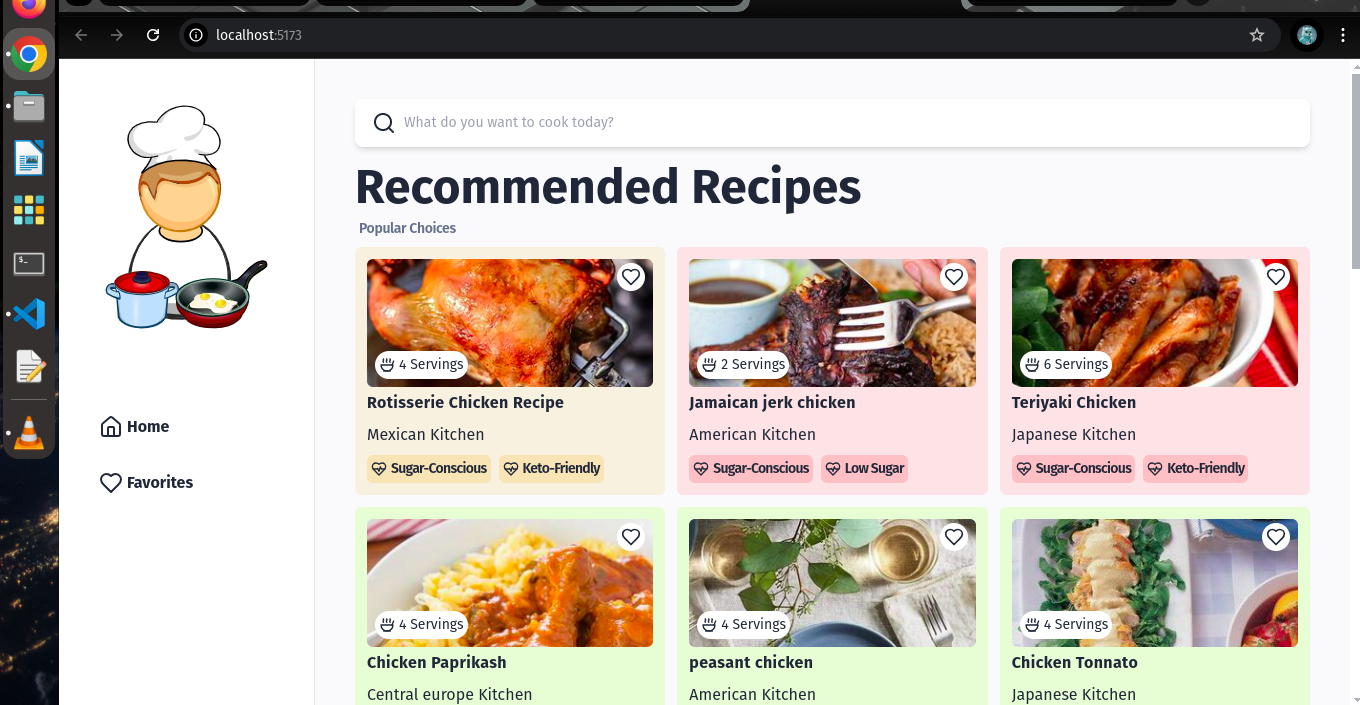 localhost:5173
What do you want to cook today?
Recommended Recipes
Popular Choices
4 Servings
2 Servings
6 Servings
Rotisserie Chicken Recipe
Jamaican jerk chicken
Teriyaki Chicken
Mexican Kitchen
American Kitchen
Japanese Kitchen
Sugar-Conscious
Keto-Friendly
Sugar-Conscious
Low Sugar
Sugar-Conscious
Keto-Friendly
Home
Favorites
4 Servings
4 Servings
4 Servings
Chicken Paprikash
peasant chicken
Chicken Tonnato
Central europe Kitchen
American Kitchen
Japanese Kitchen